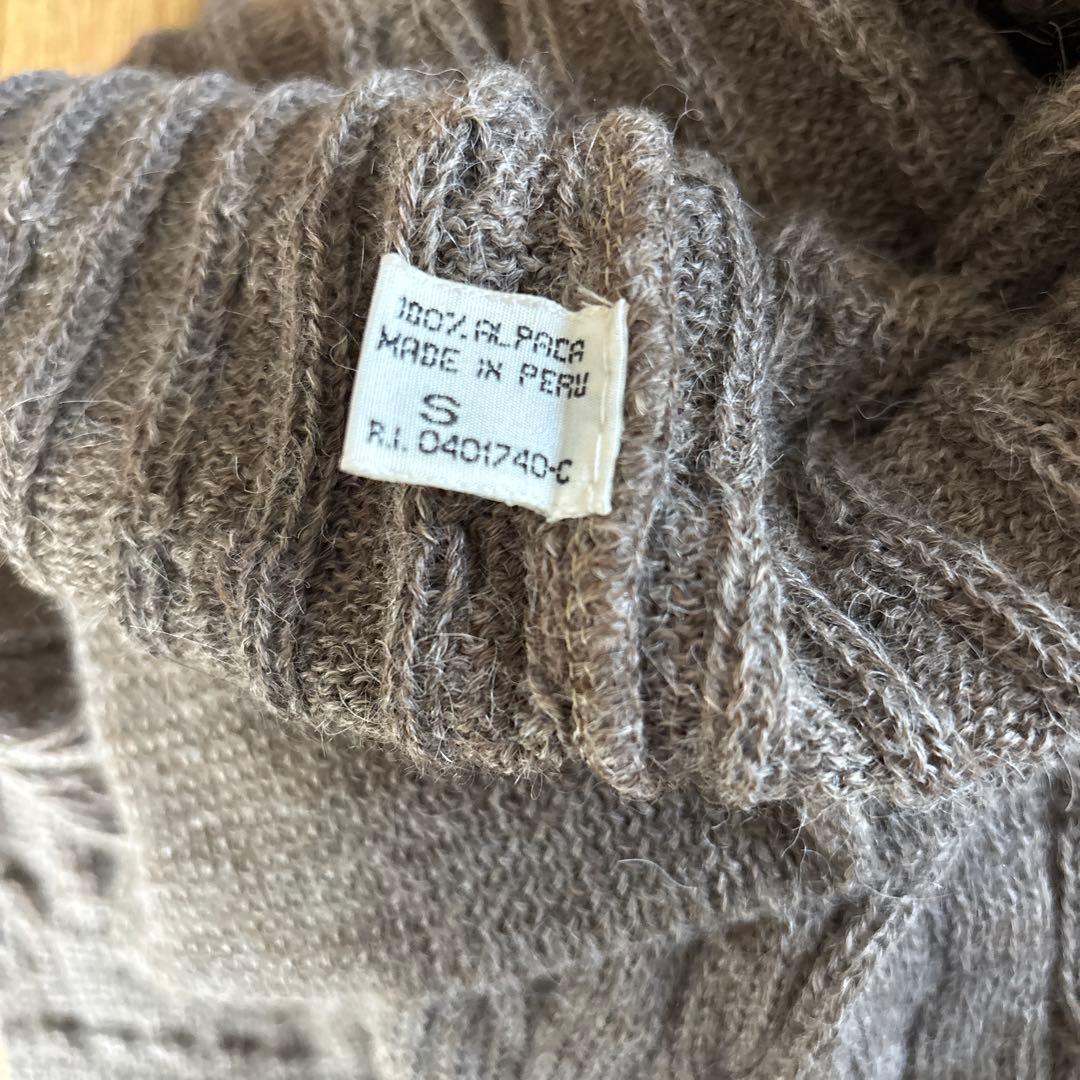 100% ALPACA
MADE IN PERU
S
R.I. 0401740-C